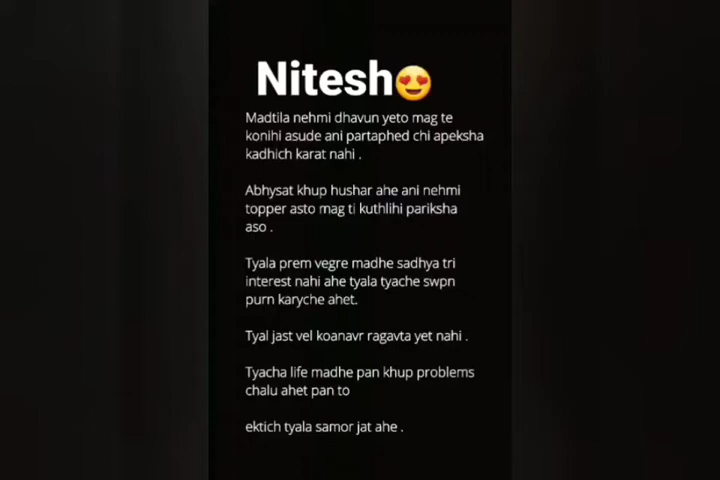 Nitesh😍
Madtila nehmi dhavun yeto mag te
konihi asude ani partaphed chi apeksha
kadhich karat nahi .
Abhysat khup hushar ahe ani nehmi
topper asto mag ti kuthlihi pariksha
aso .
Tyala prem vegre madhe sadhya tri
interest nahi ahe tyala tyache swpn
purn karyche ahet.
Tyal jast vel koanavr ragavta yet nahi .
Tyacha life madhe pan khup problems
chalu ahet pan to
ektich tyala samor jat ahe .